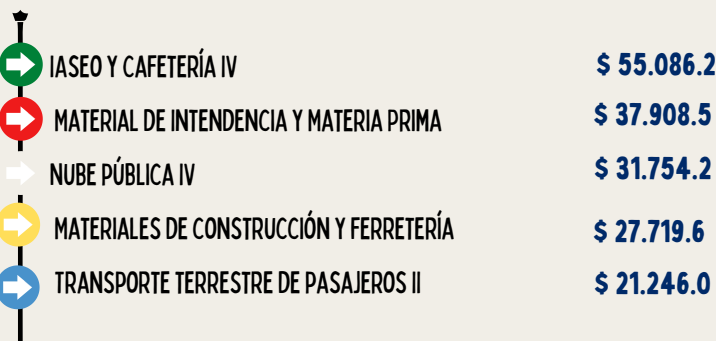 IASEO Y CAFETERÍA IV $ 55.086.2
MATERIAL DE INTENDENCIA Y MATERIA PRIMA $ 37.908.5
NUBE PÚBLICA IV $ 31.754.2
MATERIALES DE CONSTRUCCIÓN Y FERRETERÍA $ 27.719.6
TRANSPORTE TERRESTRE DE PASAJEROS II $ 21.246.0